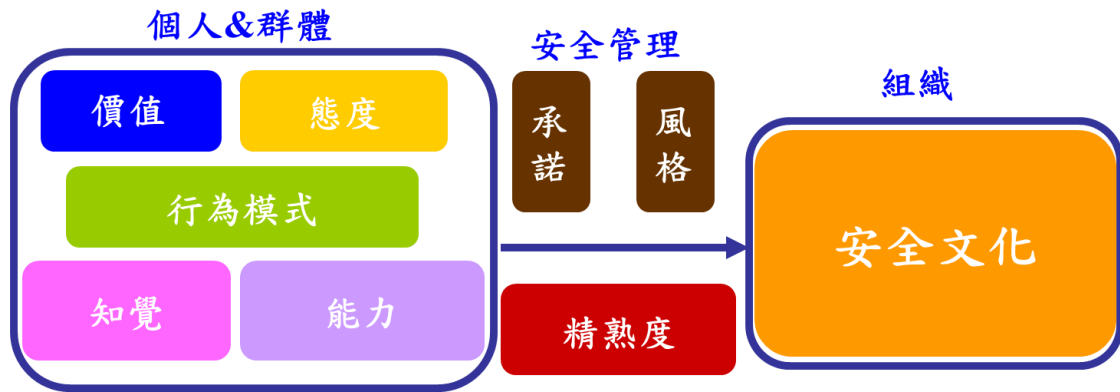 個人&群體
價值
態度
行為模式
知覺
能力
安全管理
承諾
風格
精熟度
組織
安全文化